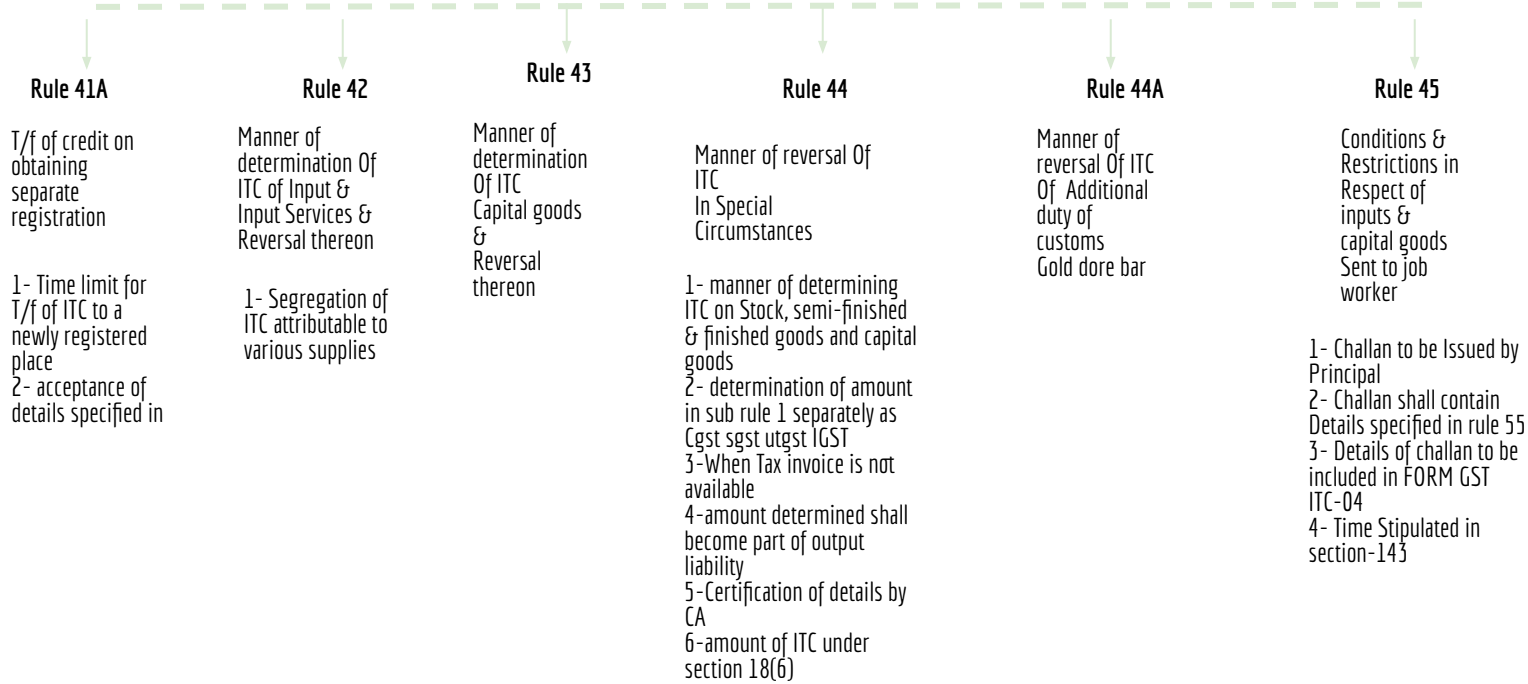 Rule 41A
T/f of credit on
obtaining
separate
registration
1- Time limit for
T/f of ITC to a
newly registered
place
2- acceptance of
details specified in
Rule 42
Manner of
determination Of
ITC of Input &
Input Services &
Reversal thereon
1- Segregation of
ITC attributable to
various supplies
Rule 43
Manner of
determination
Of ITC
Capital goods
&
Reversal
thereon
Rule 44
Manner of reversal Of
ITC
In Special
Circumstances
1- manner of determining
ITC on Stock, semi-finished
& finished goods and capital
goods
2- determination of amount
in sub rule 1 separately as
Cgst sgst utgst IGST
3-When Tax invoice is not
available
4-amount determined shall
become part of output
liability
5-Certification of details by
CA
6-amount of ITC under
section 18(6)
Rule 44A
Manner of
reversal Of ITC
Of Additional
duty of
customs
Gold dore bar
Rule 45
Conditions &
Restrictions in
Respect of
inputs &
capital goods
Sent to job
worker
1- Challan to be Issued by
Principal
2- Challan shall contain
Details specified in rule 55
3- Details of challan to be
included in FORM GST
ITC-04
4- Time Stipulated in
section-143